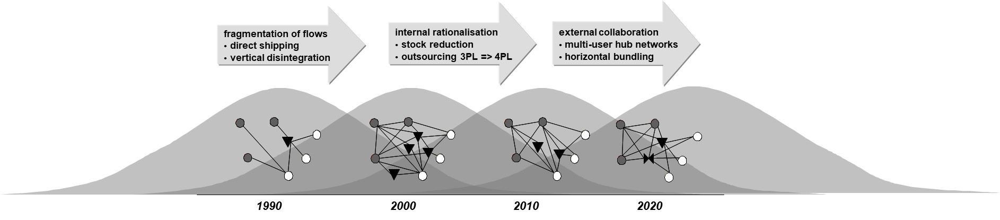 fragmentation of flows
• direct shipping
• vertical disintegration
internal rationalisation
• stock reduction
• outsourcing 3PL => 4PL
external collaboration
• multi-user hub networks
• horizontal bundling
1990
2000
2010
2020